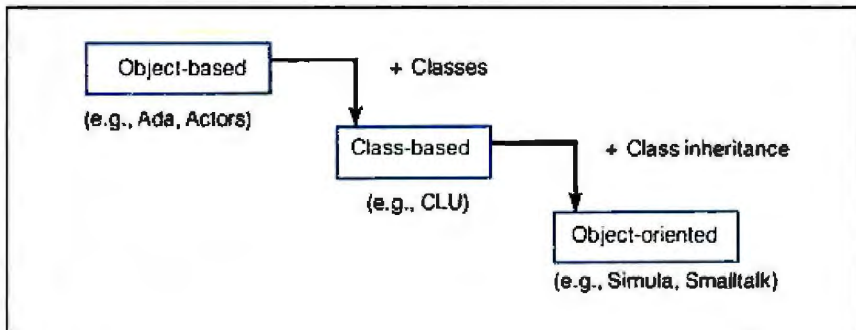 Object-based
+ Classes
(e.g., Ada, Actors)
Class-based
+ Class inheritance
(e.g., CLU)
Object-oriented
(e.g., Simula, Smalltalk)